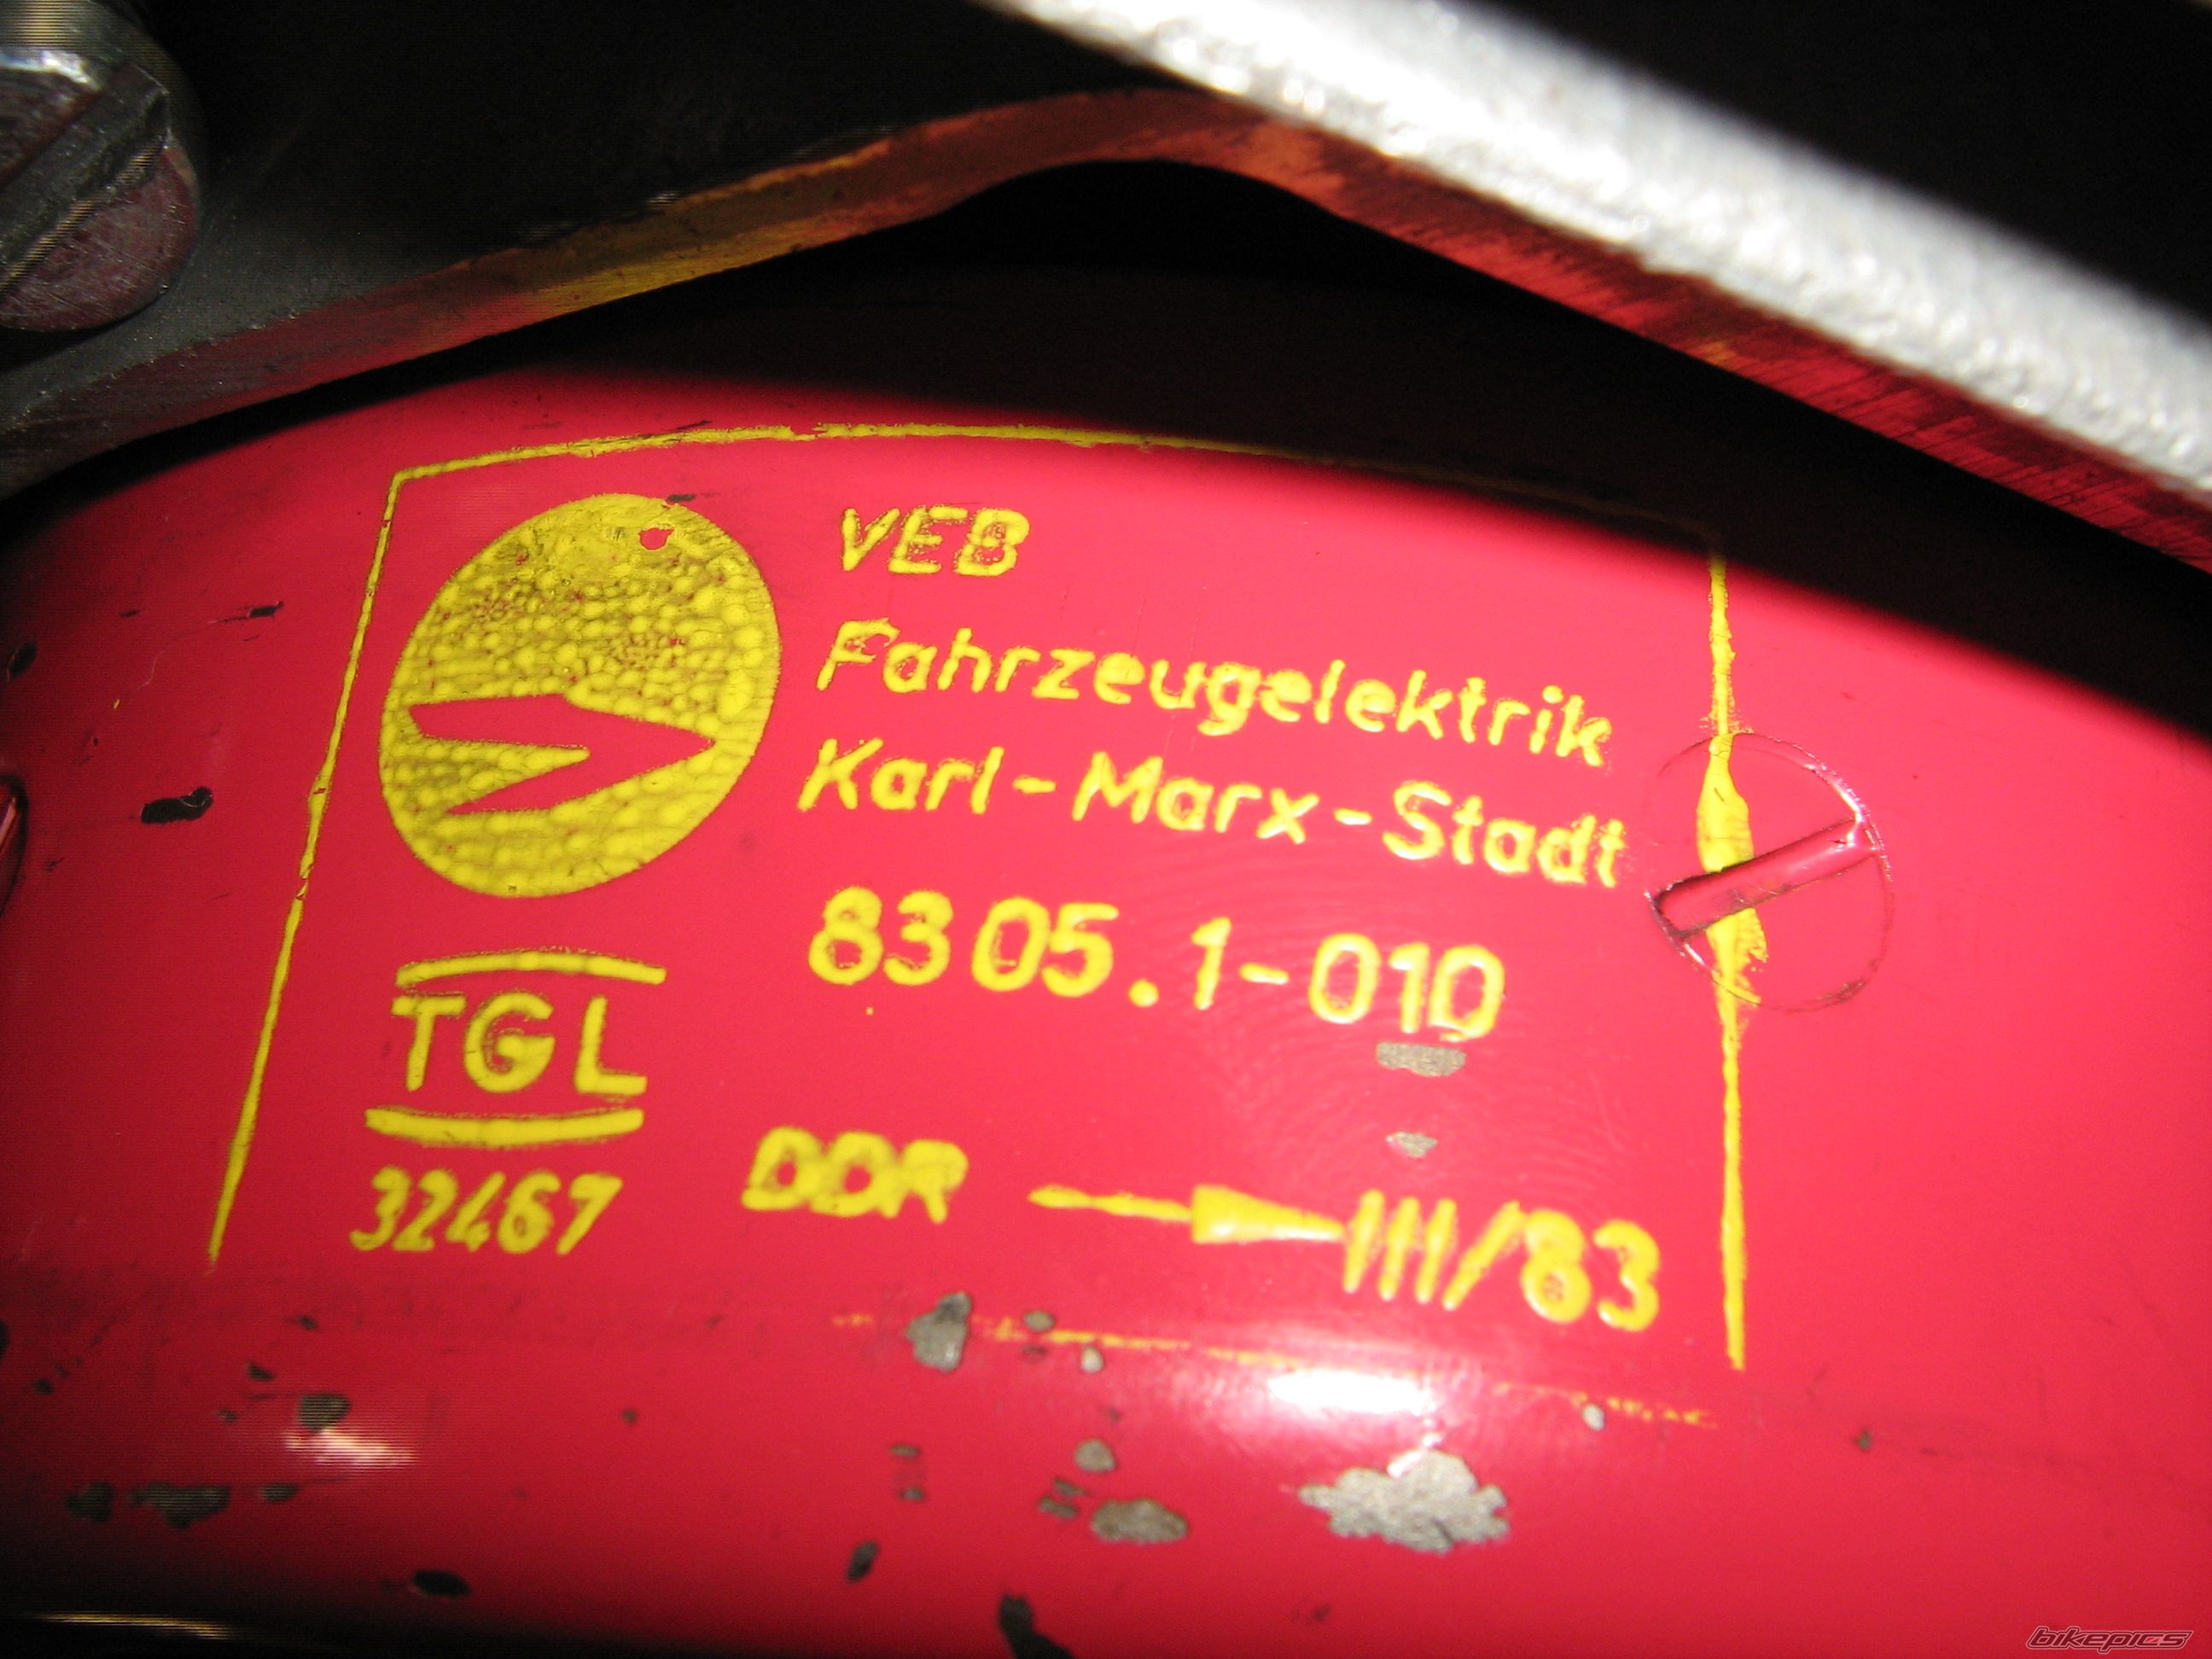 VEB
Fahrzeugelektrik
Karl-Marx-Stadt
8305.1-010
TGL
32467
DDR III/83
bikepics